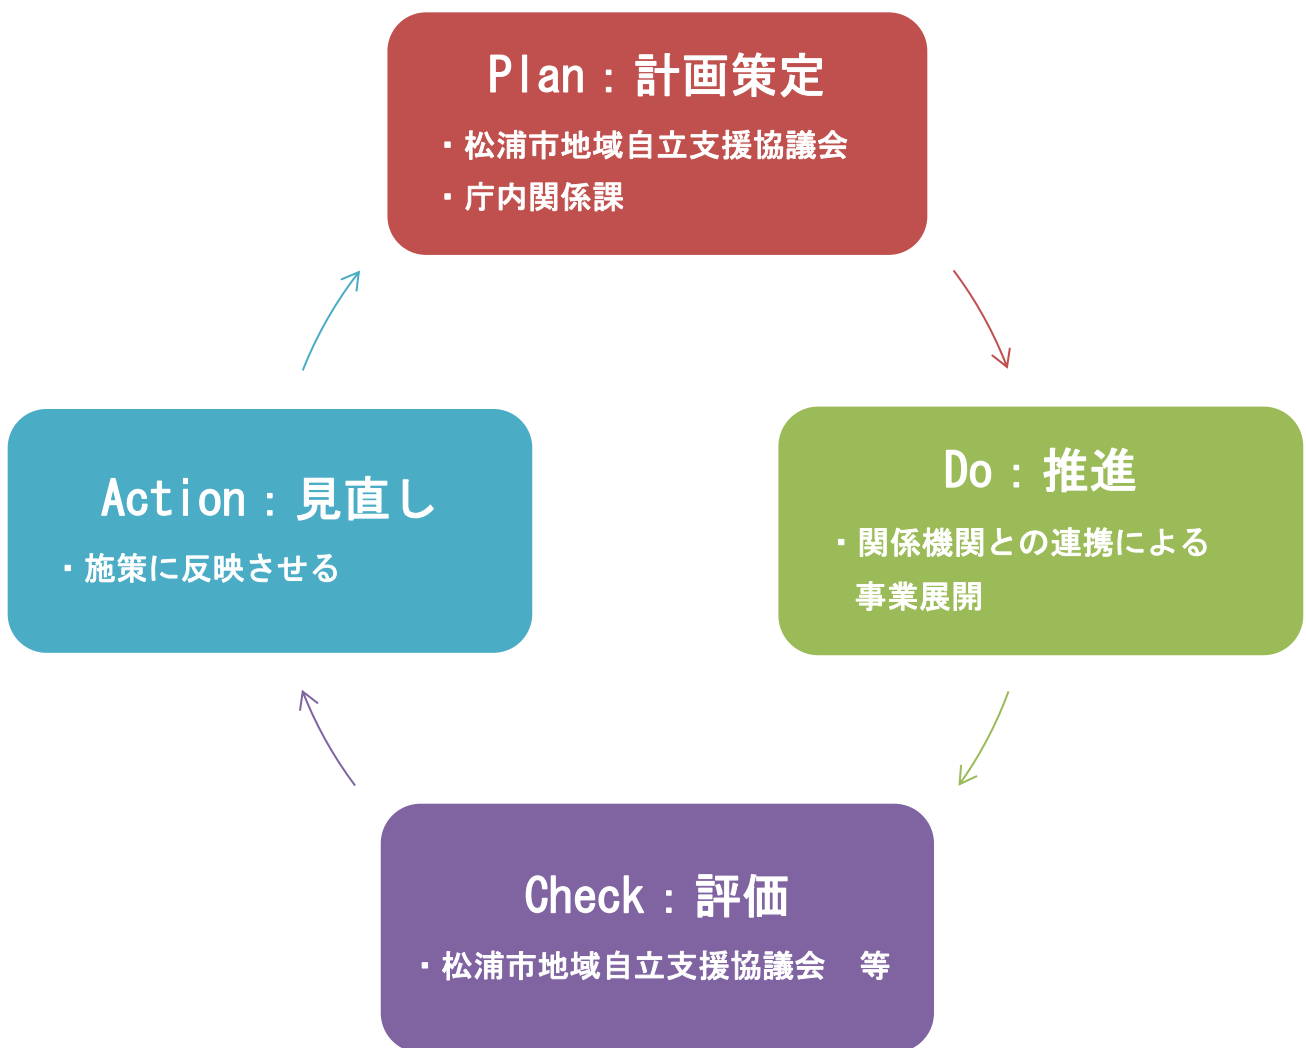 Plan：計画策定
・松浦市地域自立支援協議会
・庁内関係課
Do：推進
・関係機関との連携による
事業展開
Check：評価
・松浦市地域自立支援協議会　等
Action：見直し
・施策に反映させる